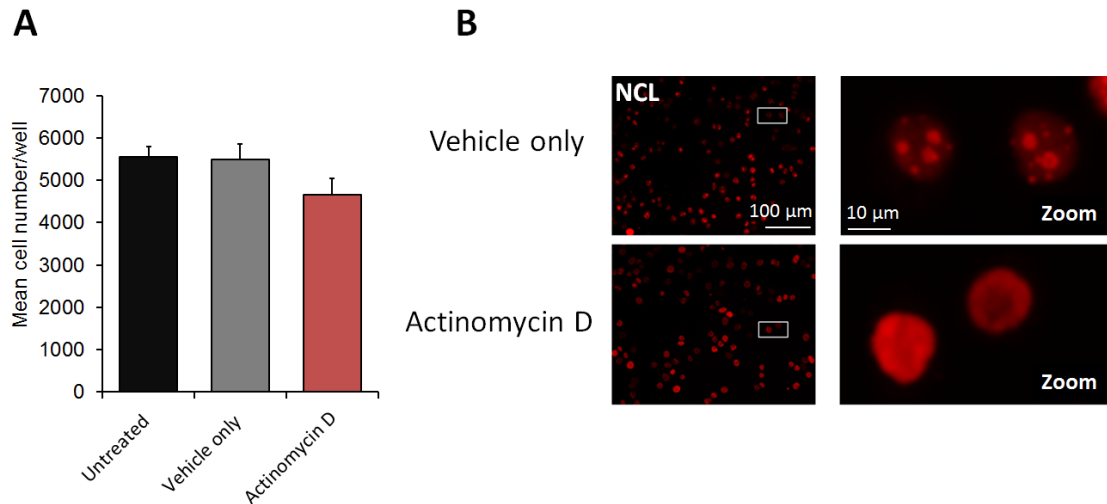 A
Mean cell number/well
7000
6000
5000
4000
3000
2000
1000
0
Untreated
Vehicle only
Actinomycin D
B
Vehicle only
NCL
100 µm
10 µm
Zoom
Actinomycin D
Zoom